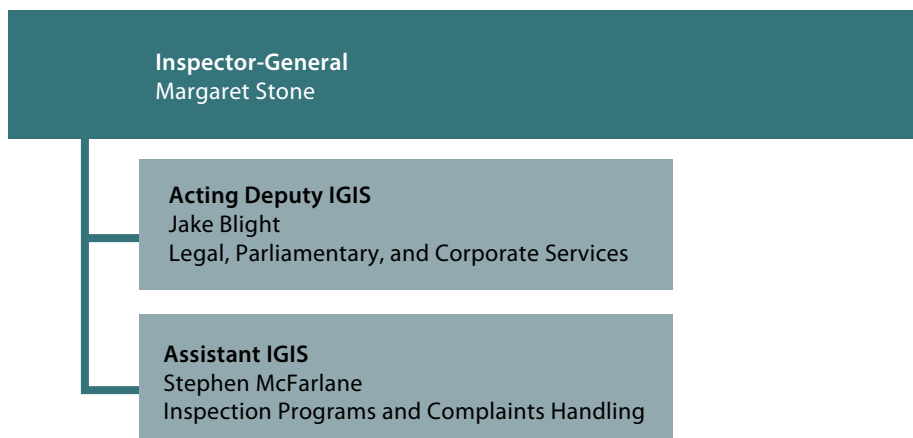 Inspector-General
Margaret Stone
Acting Deputy IGIS
Jake Blight
Legal, Parliamentary, and Corporate Services
Assistant IGIS
Stephen McFarlane
Inspection Programs and Complaints Handling